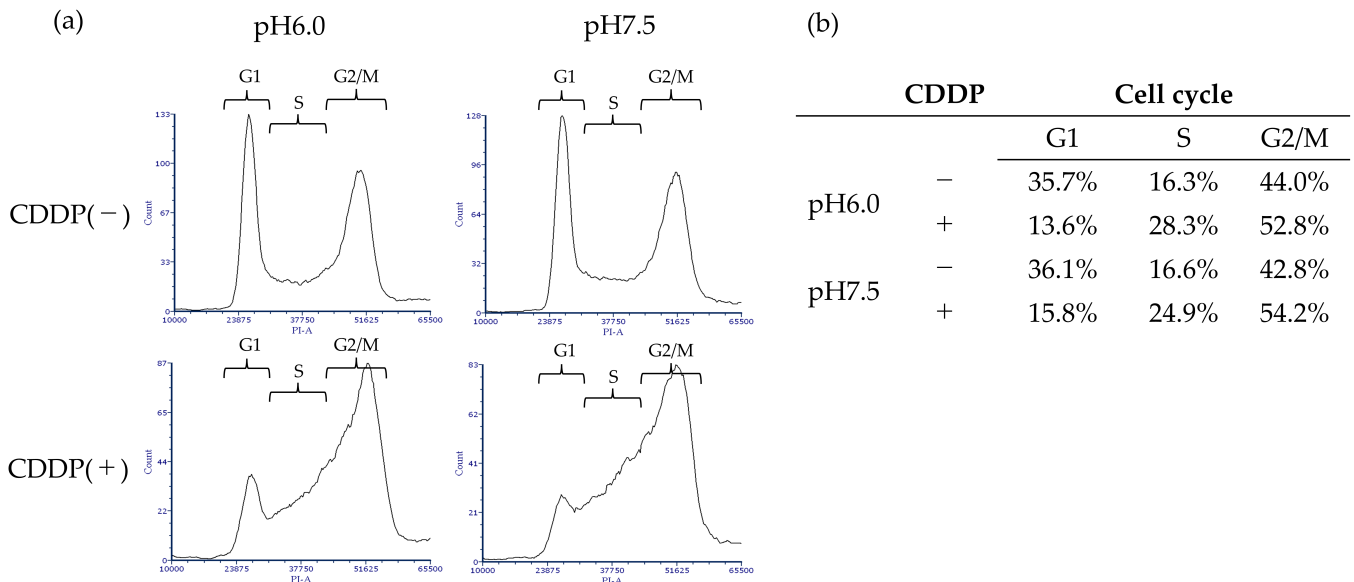 (a)
pH6.0
pH7.5
G1
S
G2/M
G1
S
G2/M
CDDP(−)
Count
133
100
67
33
0
10000 23875 37750 51625 65500
PI-A
Count
128
96
64
32
0
10000 23875 37750 51625 65500
PI-A
G1
S
G2/M
G1
S
G2/M
CDDP(+)
Count
87
65
44
22
0
10000 23875 37750 51625 65500
PI-A
Count
83
62
41
21
0
10000 23875 37750 51625 65500
PI-A
(b)
CDDP Cell cycle
G1 S G2/M
pH6.0
− 35.7% 16.3% 44.0%
+ 13.6% 28.3% 52.8%
pH7.5
− 36.1% 16.6% 42.8%
+ 15.8% 24.9% 54.2%